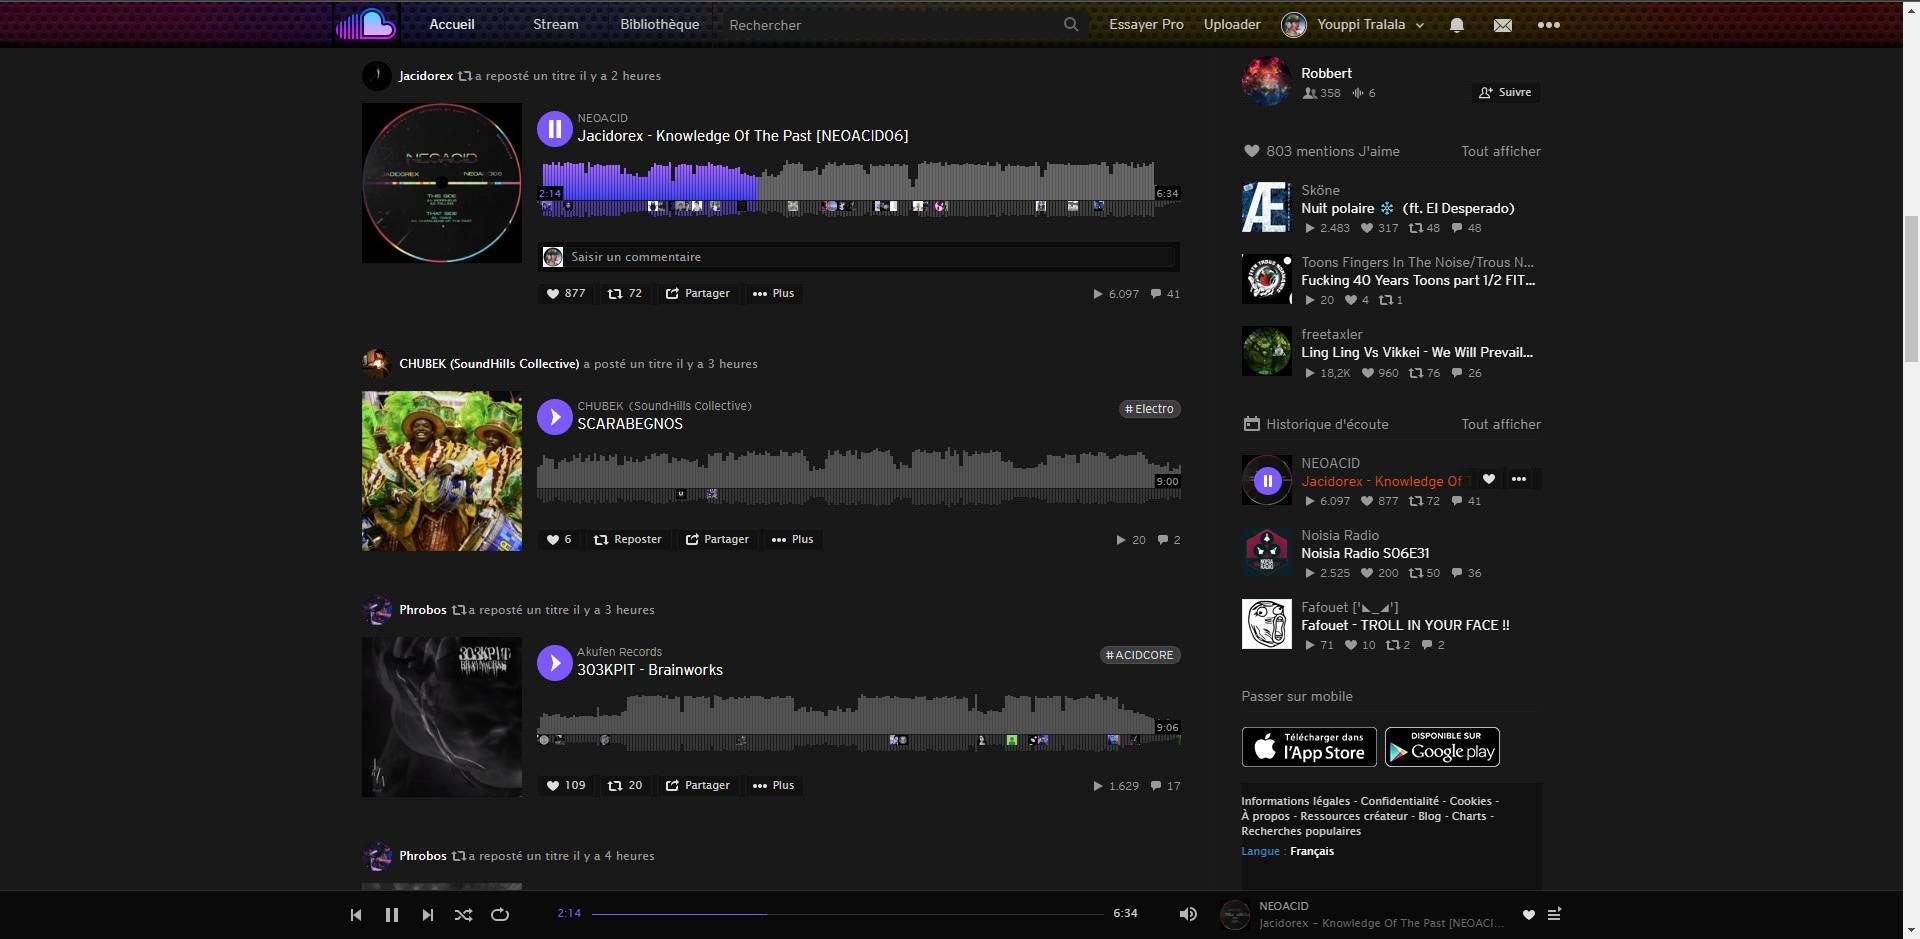 Accueil
Stream
Bibliothèque
Rechercher
Essayer Pro
Uploader
Youppi Tralala
Jacidorex a reposté un titre il y a 2 heures
NEOACID
JACIDOREX
THIS SIDE
THAT SIDE
NEOACID
Jacidorex - Knowledge Of The Past [NEOACID06]
2:14
6:34
Saisir un commentaire
877
72
Partager
Plus
6.097
41
CHUBEK (SoundHills Collective) a posté un titre il y a 3 heures
CHUBEK (SoundHills Collective)
SCARABEGNOS
# Electro
9:00
6
Reposter
Partager
Plus
20
2
Phrobos a reposté un titre il y a 3 heures
303KPIT
BRAINWORKS
Akufen Records
303KPIT - Brainworks
# ACIDCORE
9:06
109
20
Partager
Plus
1.629
17
Phrobos a reposté un titre il y a 4 heures
Robbert
358
6
Suivre
803 mentions J'aime
Tout afficher
Æ
Sköne
Nuit polaire ❄ (ft. El Desperado)
2.483
317
48
48
Toons Fingers In The Noise/Trous N...
Fucking 40 Years Toons part 1/2 FIT...
20
4
1
freetaxler
Ling Ling Vs Vikkei - We Will Prevail...
18,2K
960
76
26
Historique d'écoute
Tout afficher
NEOACID
Jacidorex - Knowledge Of T
6.097
877
72
41
NOISIA
RADIO
Noisia Radio
Noisia Radio S06E31
2.525
200
50
36
Fafouet ['◣_◢']
Fafouet - TROLL IN YOUR FACE !!
71
10
2
2
Passer sur mobile
Télécharger dans
l'App Store
DISPONIBLE SUR
Google play
Informations légales - Confidentialité - Cookies -
À propos - Ressources créateur - Blog - Charts -
Recherches populaires
Langue : Français
2:14
6:34
NEOACID
Jacidorex – Knowledge Of The Past [NEOACI...